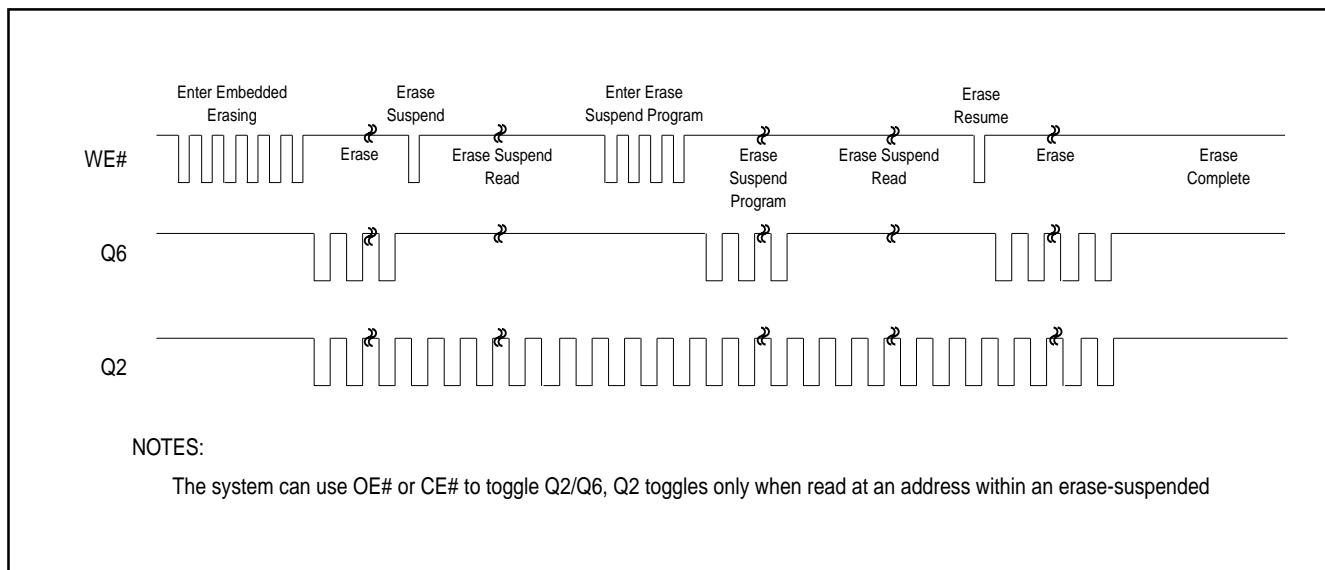 Enter Embedded
Erasing
Erase
Suspend
Enter Erase
Suspend Program
Erase
Resume
WE#
Erase
Erase Suspend
Read
Erase
Suspend
Program
Erase Suspend
Read
Erase
Erase
Complete
Q6
Q2
NOTES:
The system can use OE# or CE# to toggle Q2/Q6, Q2 toggles only when read at an address within an erase-suspended